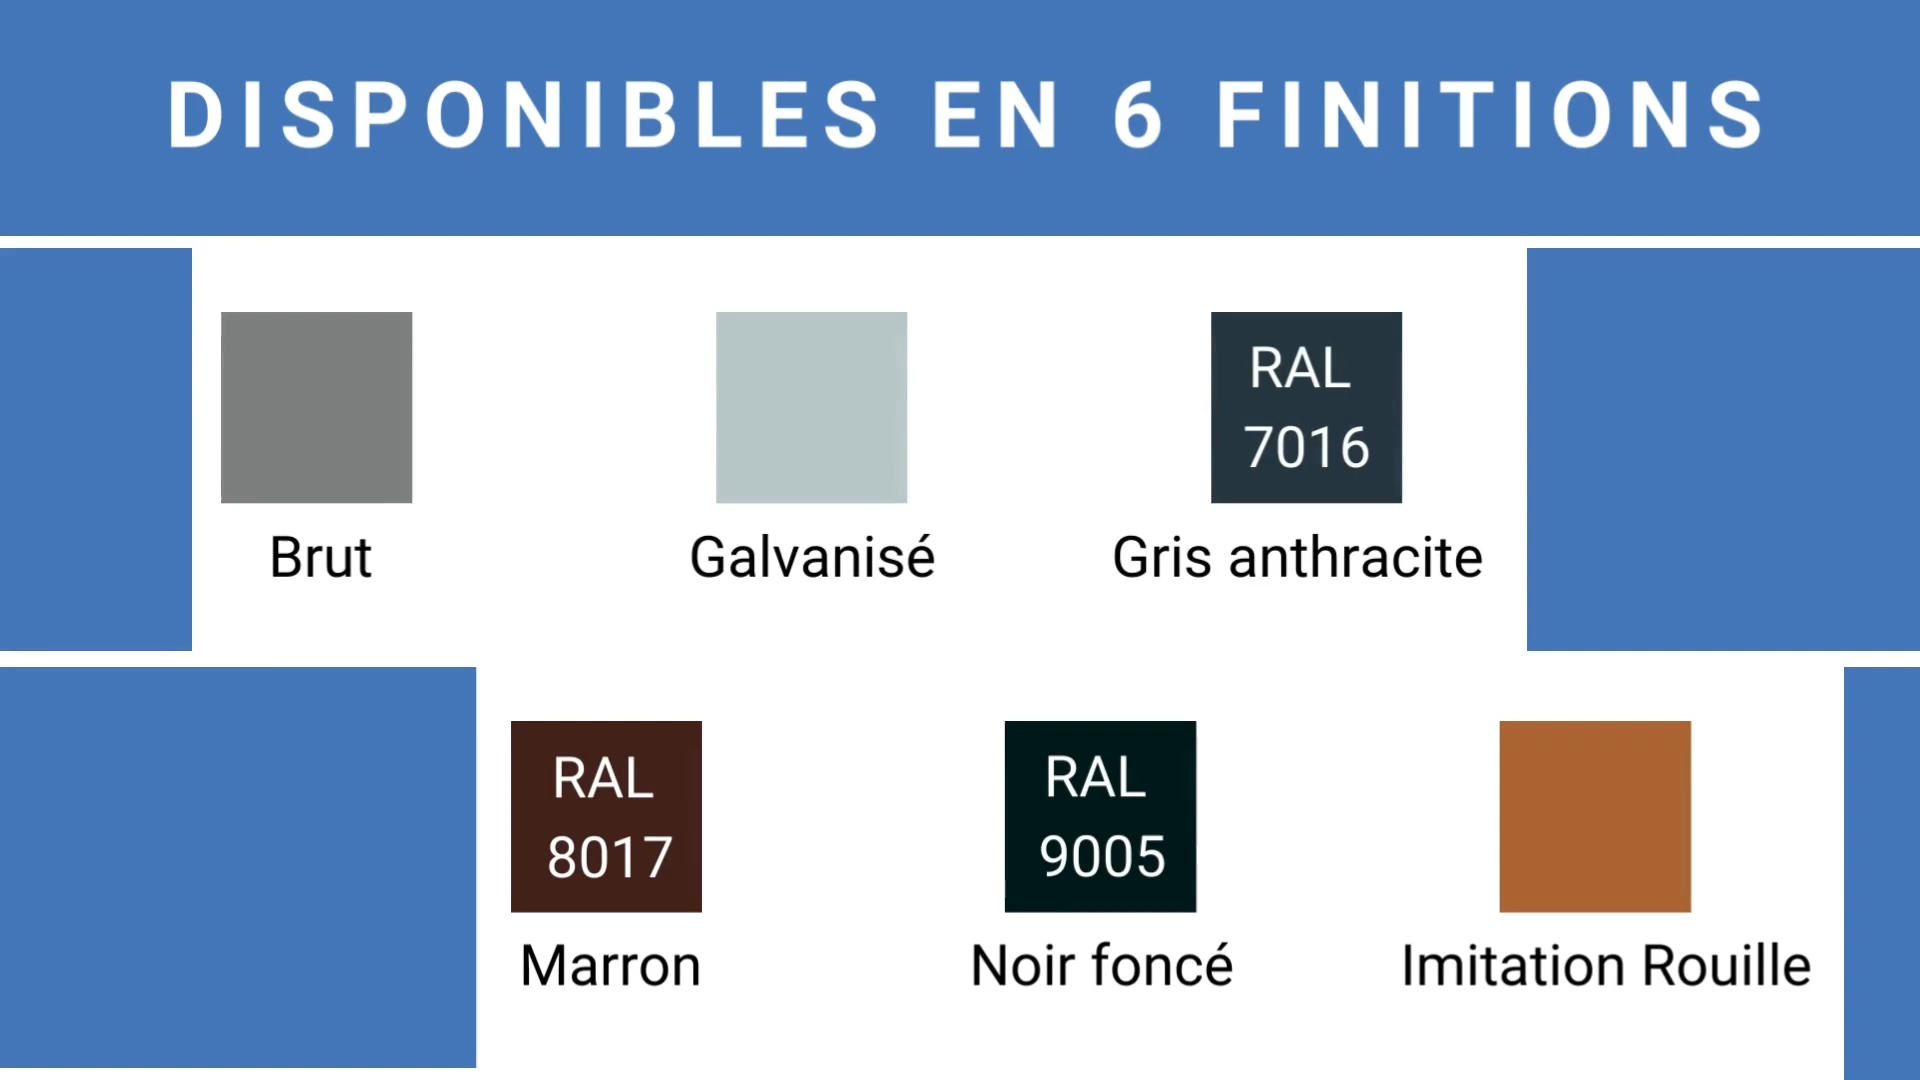 DISPONIBLES EN 6 FINITIONS
RAL
7016
Brut
Galvanisé
Gris anthracite
RAL
8017
RAL
9005
Marron
Noir foncé
Imitation Rouille